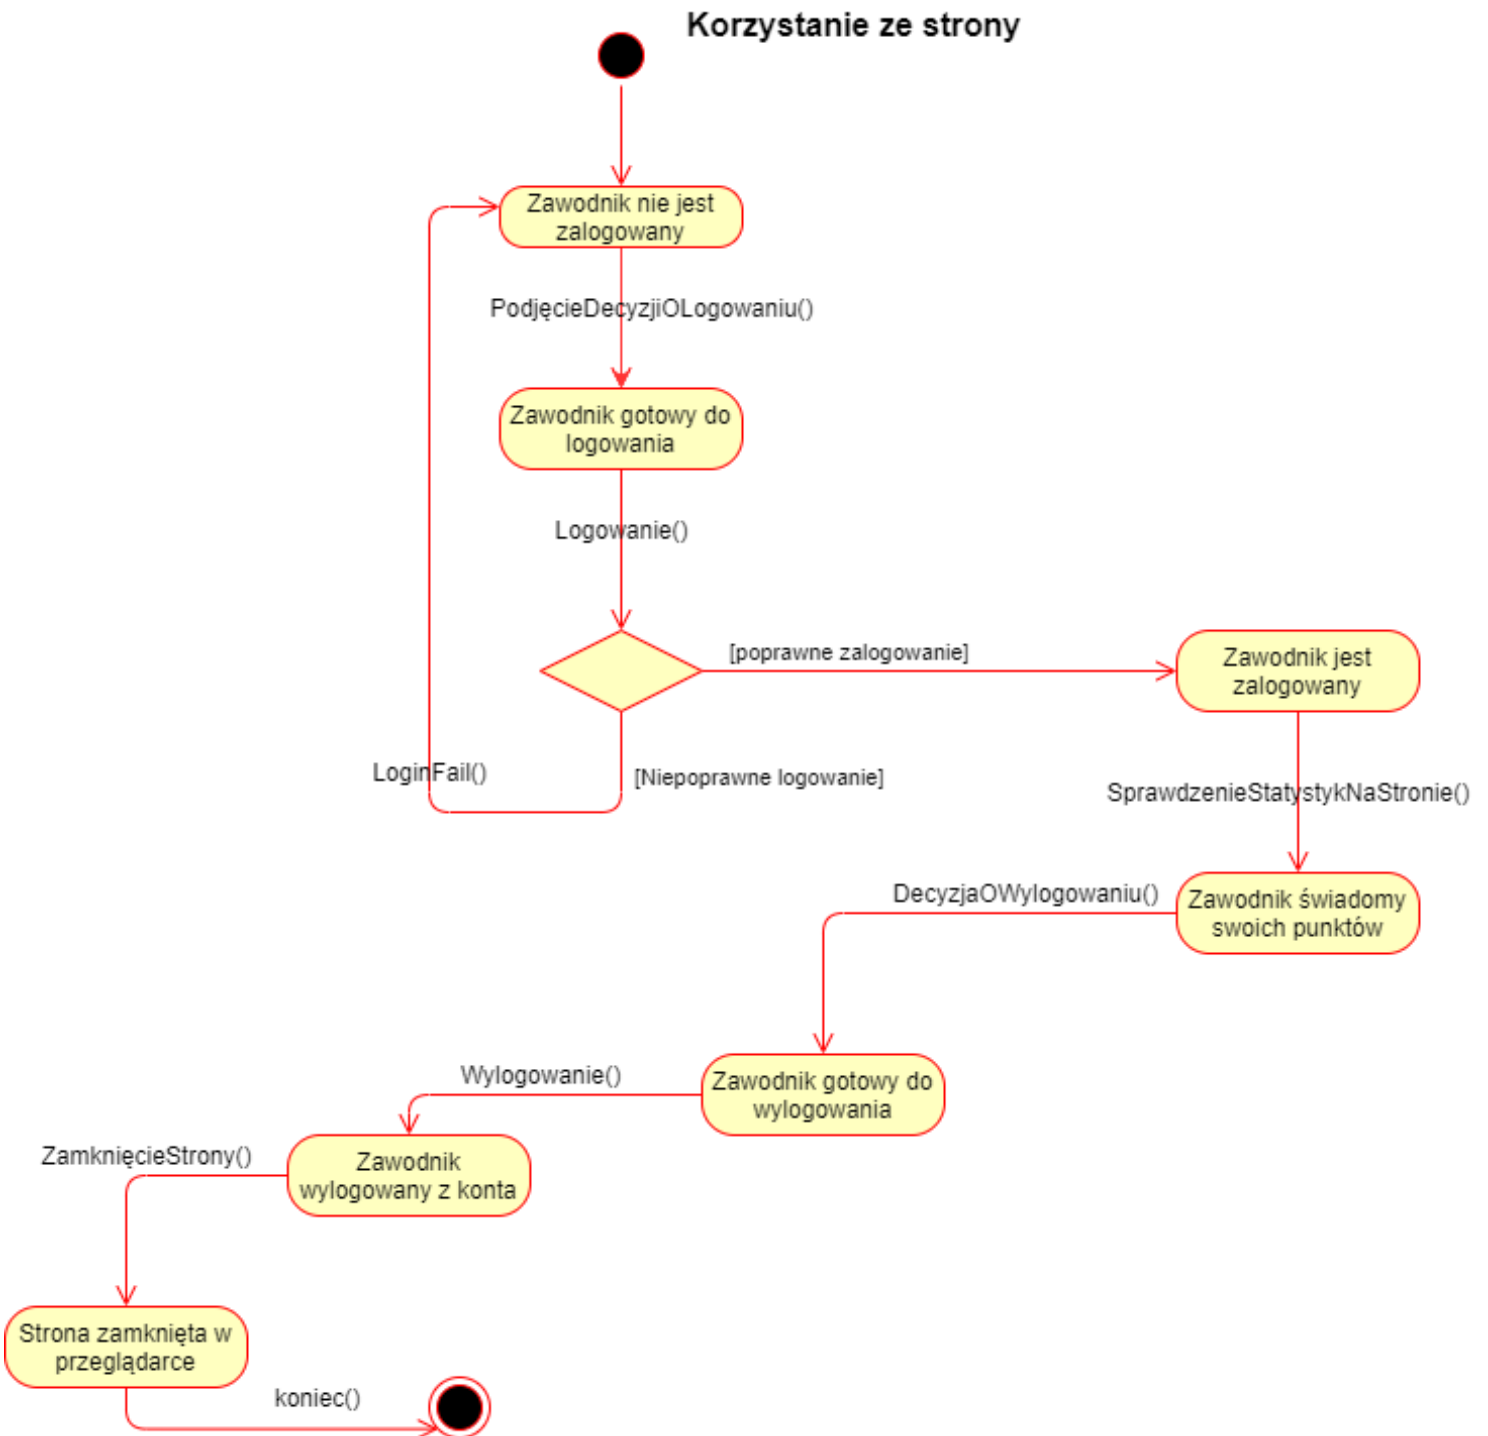 Korzystanie ze strony
Zawodnik nie jest
zalogowany
PodjęcieDecyzjiOLogowaniu()
Zawodnik gotowy do
logowania
Logowanie()
[poprawne zalogowanie]
Zawodnik jest
zalogowany
LoginFail()
[Niepoprawne logowanie]
SprawdzenieStatystykNaStronie()
DecyzjaOWylogowaniu()
Zawodnik świadomy
swoich punktów
Wylogowanie()
Zawodnik gotowy do
wylogowania
ZamknięcieStrony()
Zawodnik
wylogowany z konta
Strona zamknięta w
przeglądarce
koniec()